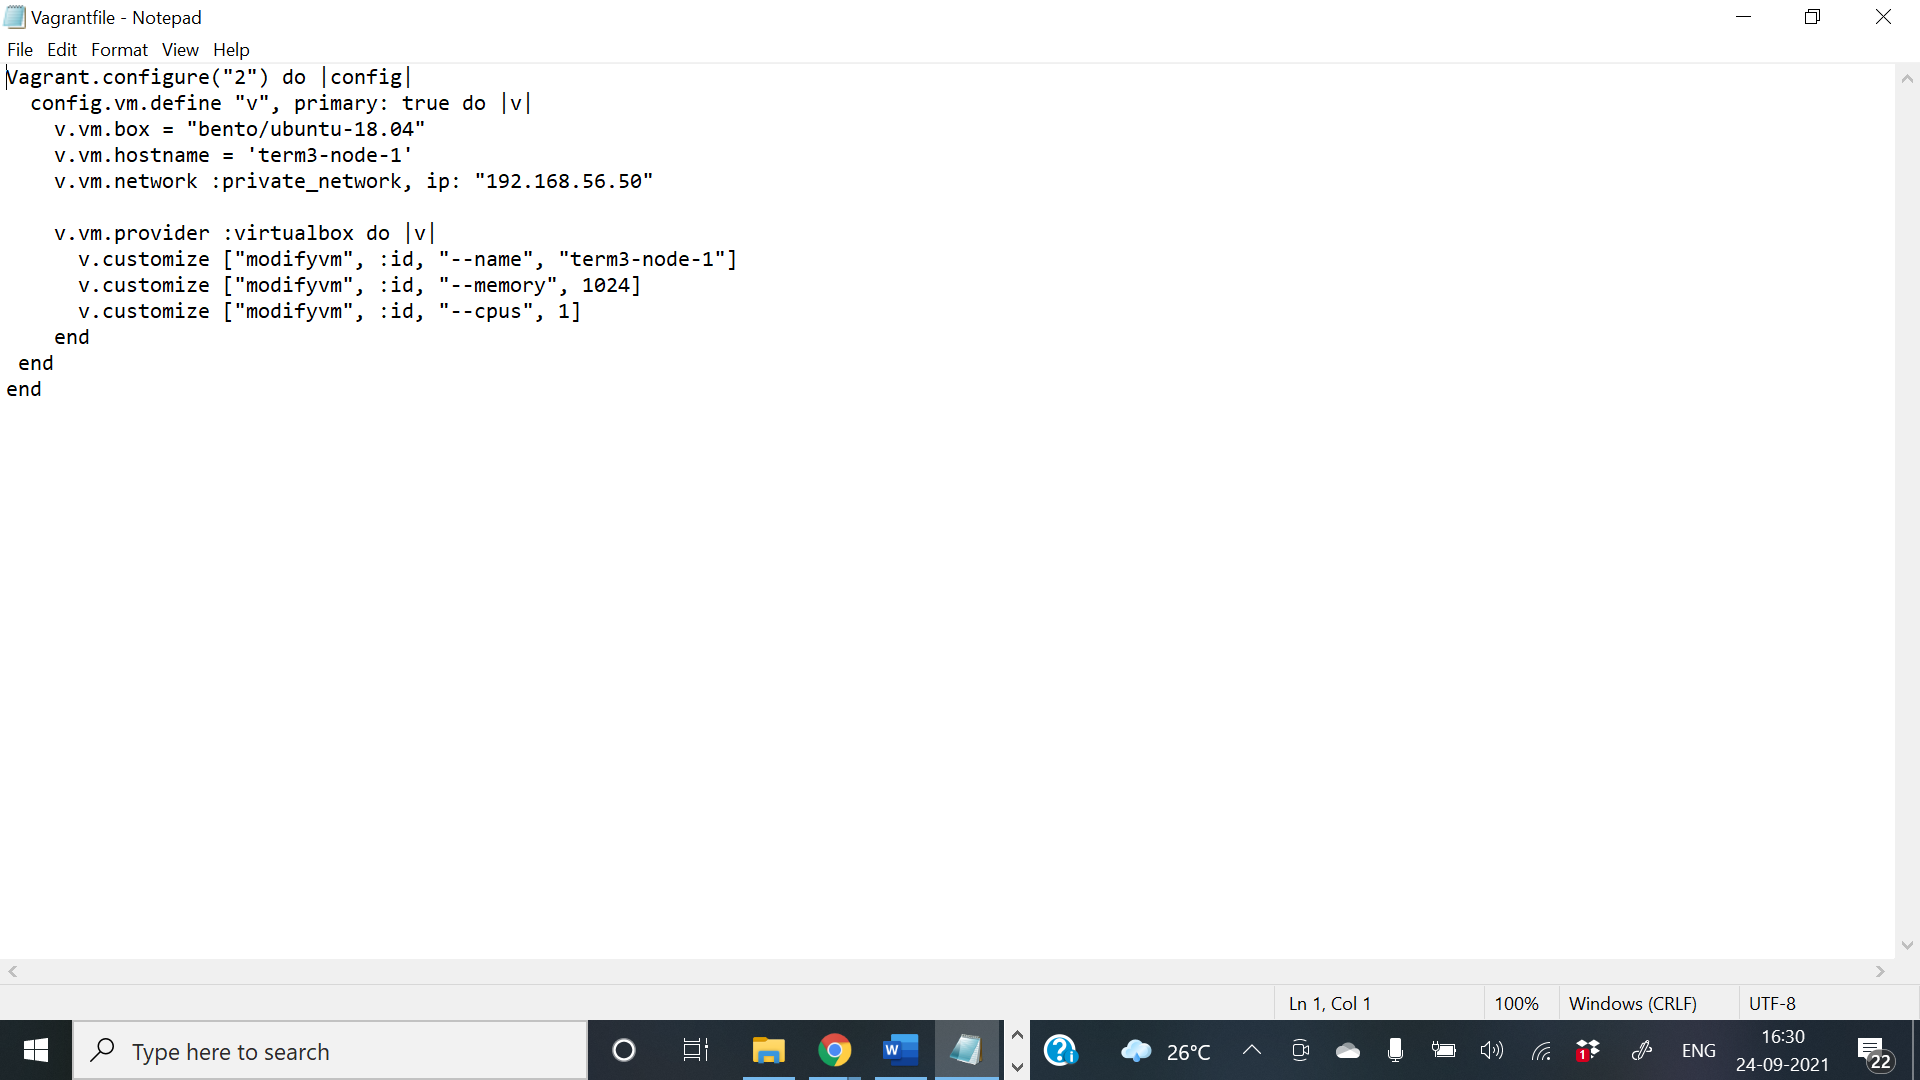 Vagrantfile - Notepad
File Edit Format View Help
Vagrant.configure("2") do |config|
  config.vm.define "v", primary: true do |v|
    v.vm.box = "bento/ubuntu-18.04"
    v.vm.hostname = 'term3-node-1'
    v.vm.network :private_network, ip: "192.168.56.50"

    v.vm.provider :virtualbox do |v|
      v.customize ["modifyvm", :id, "--name", "term3-node-1"]
      v.customize ["modifyvm", :id, "--memory", 1024]
      v.customize ["modifyvm", :id, "--cpus", 1]
    end
 end
end
Ln 1, Col 1 100% Windows (CRLF) UTF-8
Type here to search W 26°C 1 ENG 16:30 24-09-2021 22